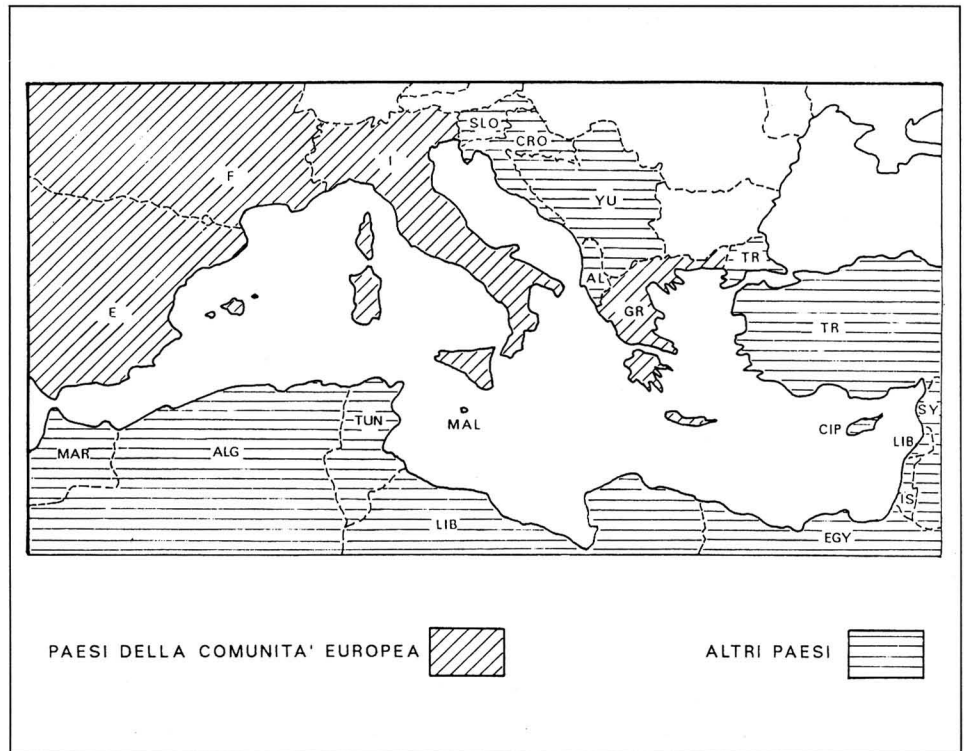 SLO
CRO
I
F
YU
TR
AL
E
GR
TR
MAL
TUN
CIP
SY
LIB
MAR
ALG
IS
LIB
EGY
PAESI DELLA COMUNITA' EUROPEA
ALTRI PAESI